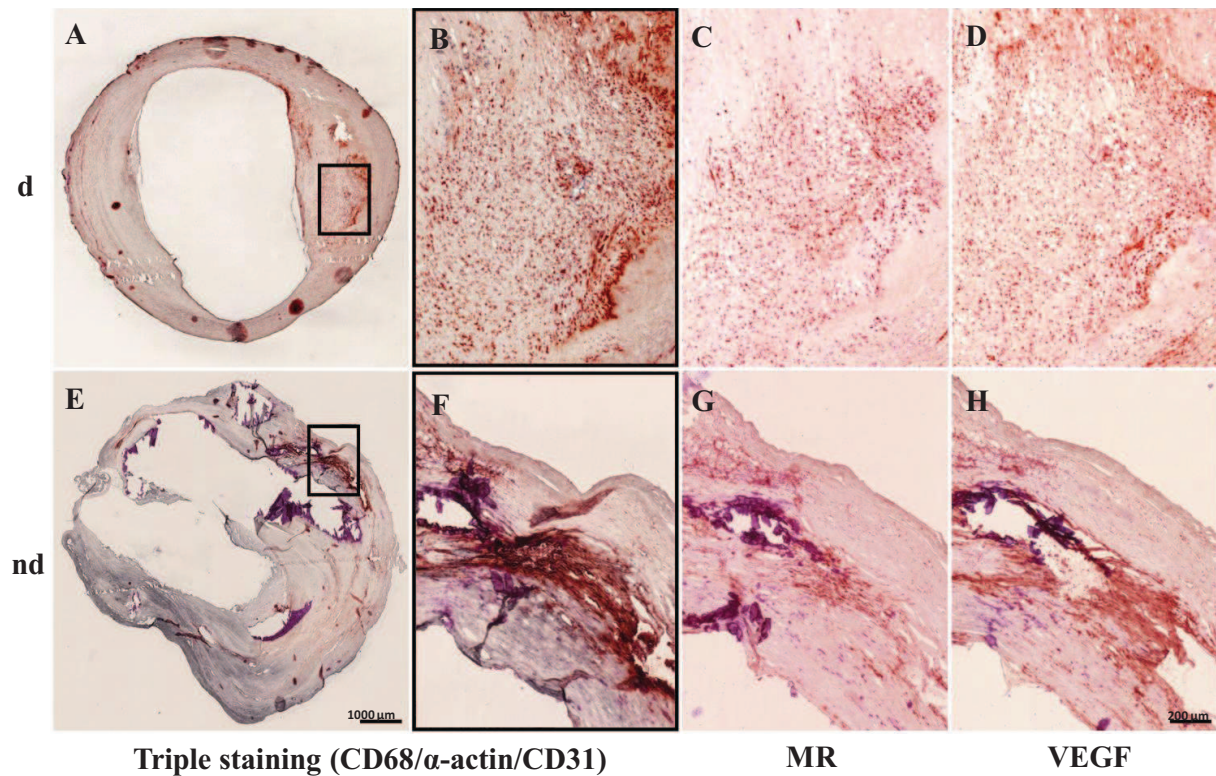 A
B
C
D
d
E
F
G
H
nd
1000 µm
200 µm
Triple staining (CD68/α-actin/CD31)
MR
VEGF